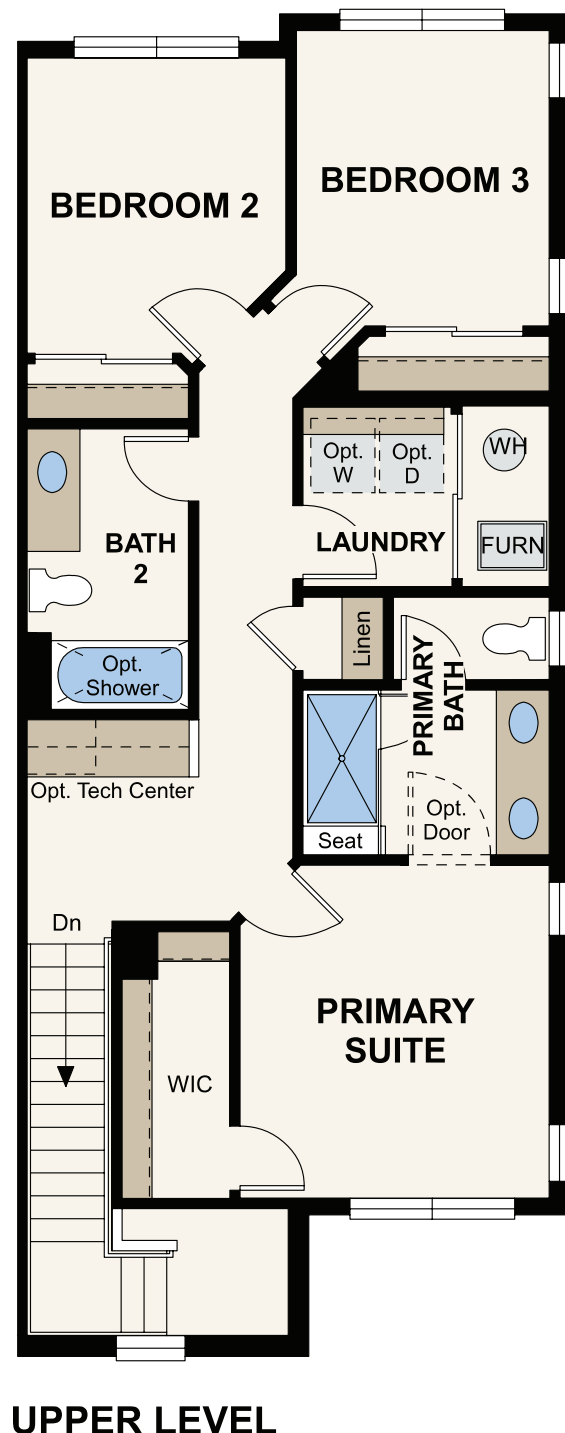 BEDROOM 3
BEDROOM 2
Opt.
W
Opt.
D
WH
LAUNDRY
FURN
BATH
2
Linen
PRIMARY
BATH
Opt.
Shower
Opt. Tech Center
Opt.
Door
Seat
Dn
PRIMARY
SUITE
WIC
UPPER LEVEL